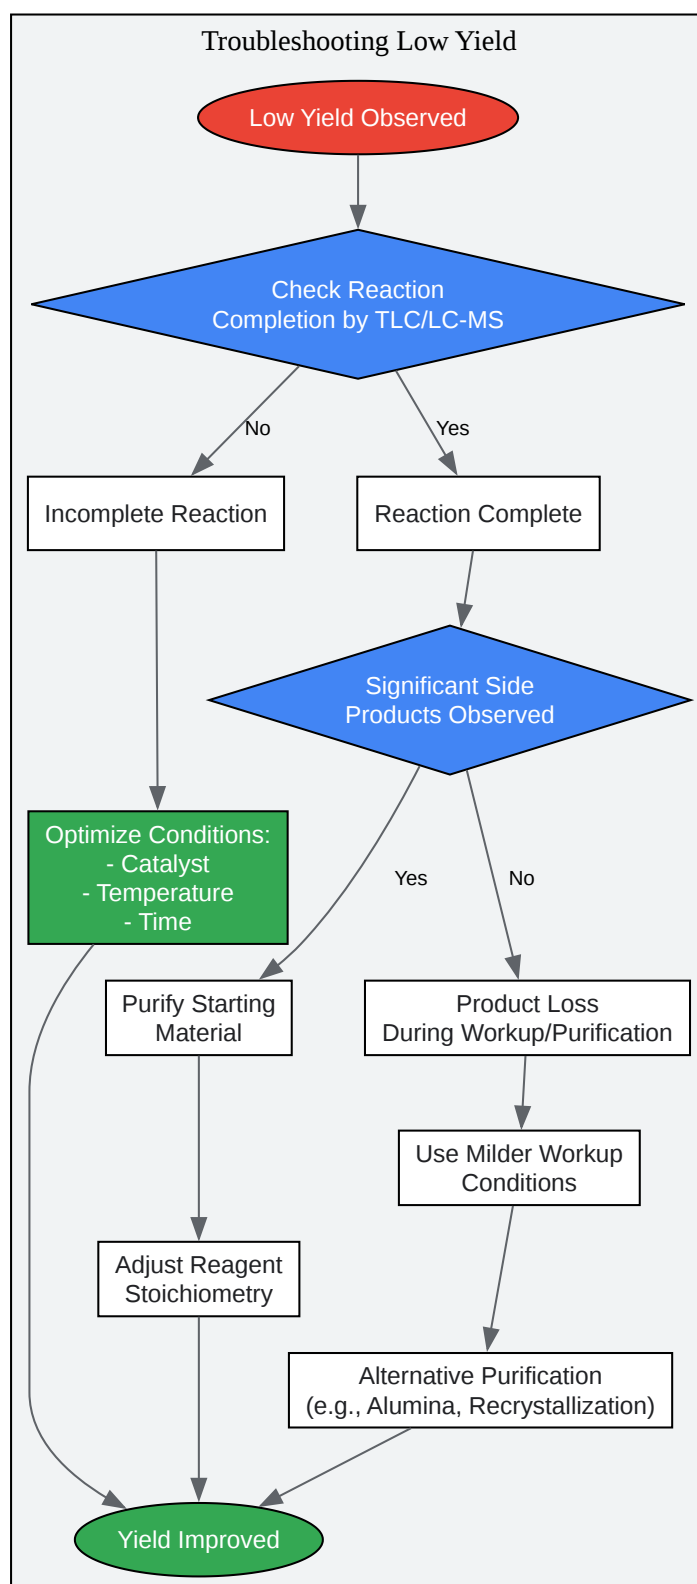 Troubleshooting Low Yield
Low Yield Observed
Check Reaction
Completion by TLC/LC-MS
No
Yes
Incomplete Reaction
Reaction Complete
Significant Side
Products Observed
Optimize Conditions:
- Catalyst
- Temperature
- Time
Yes
No
Purify Starting
Material
Product Loss
During Workup/Purification
Use Milder Workup
Conditions
Adjust Reagent
Stoichiometry
Alternative Purification
(e.g., Alumina, Recrystallization)
Yield Improved